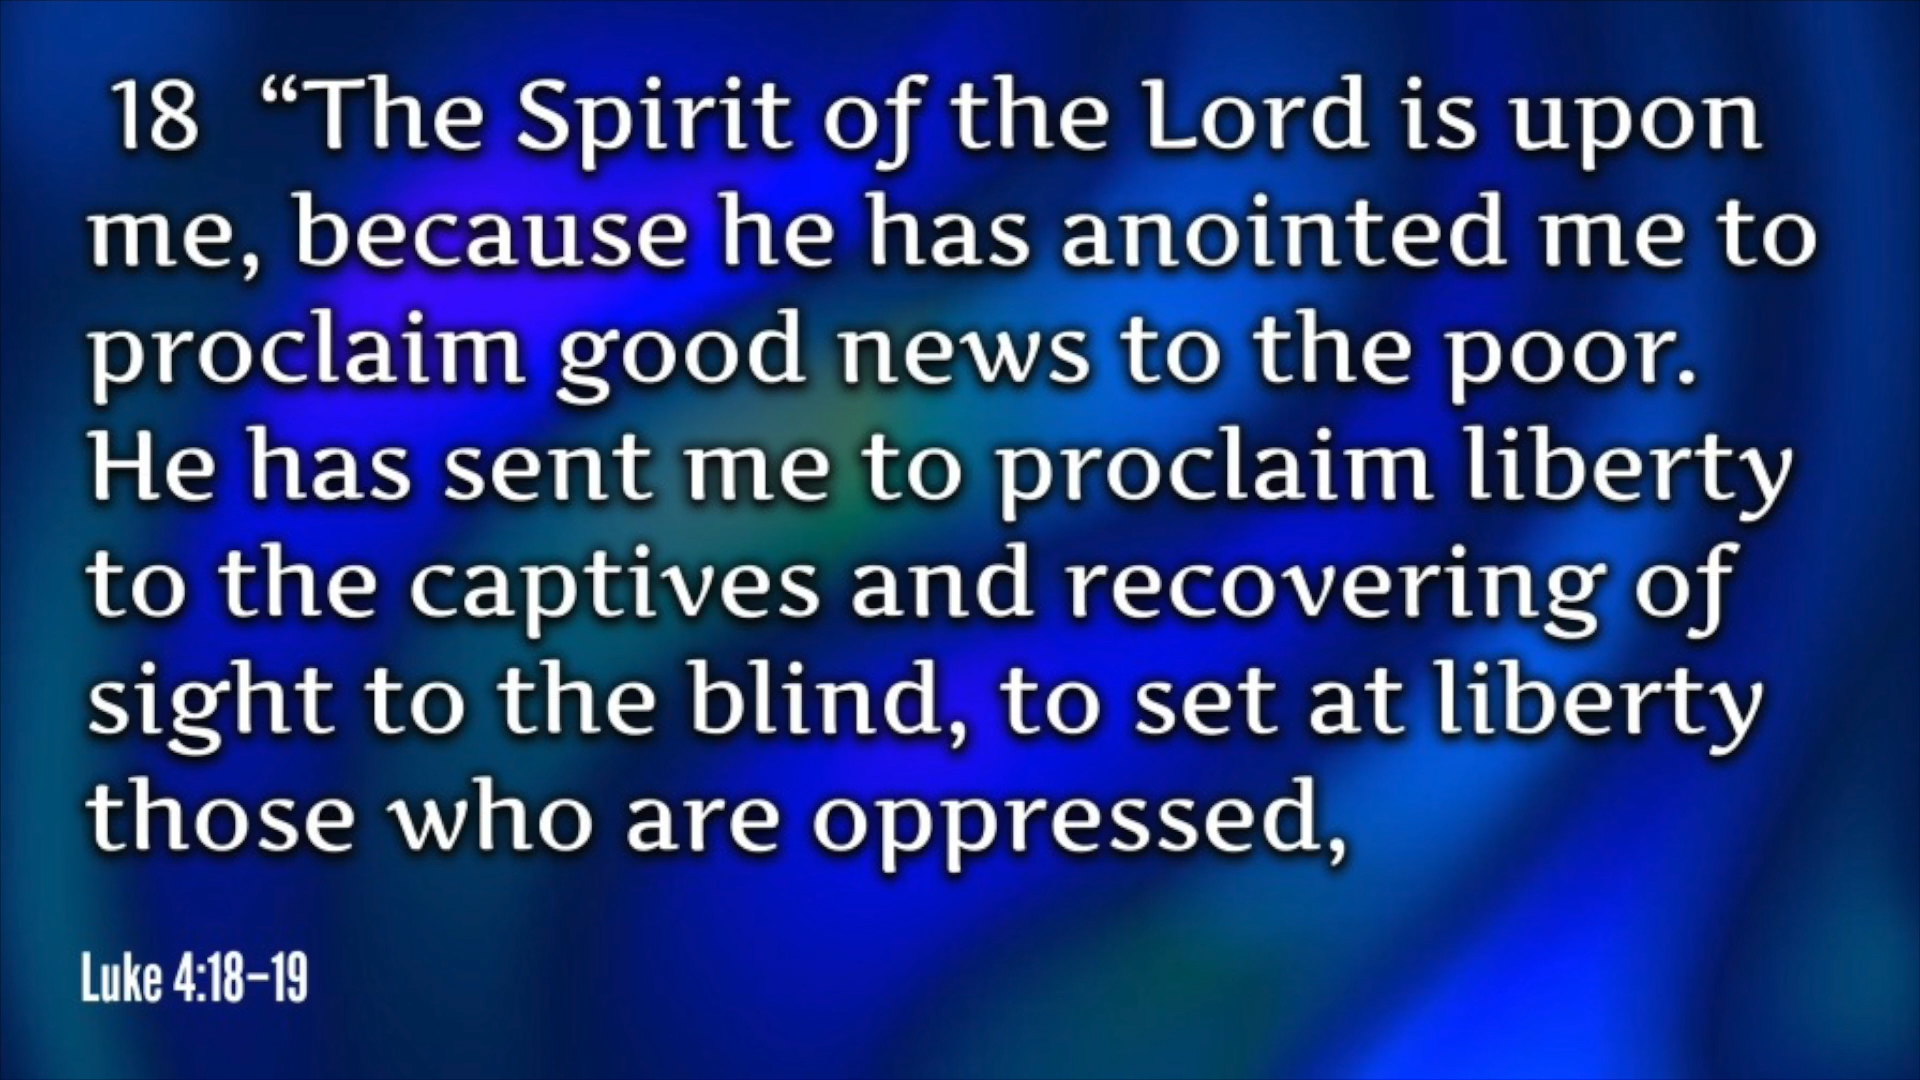 18 “The Spirit of the Lord is upon
me, because he has anointed me to
proclaim good news to the poor.
He has sent me to proclaim liberty
to the captives and recovering of
sight to the blind, to set at liberty
those who are oppressed,
Luke 4:18–19